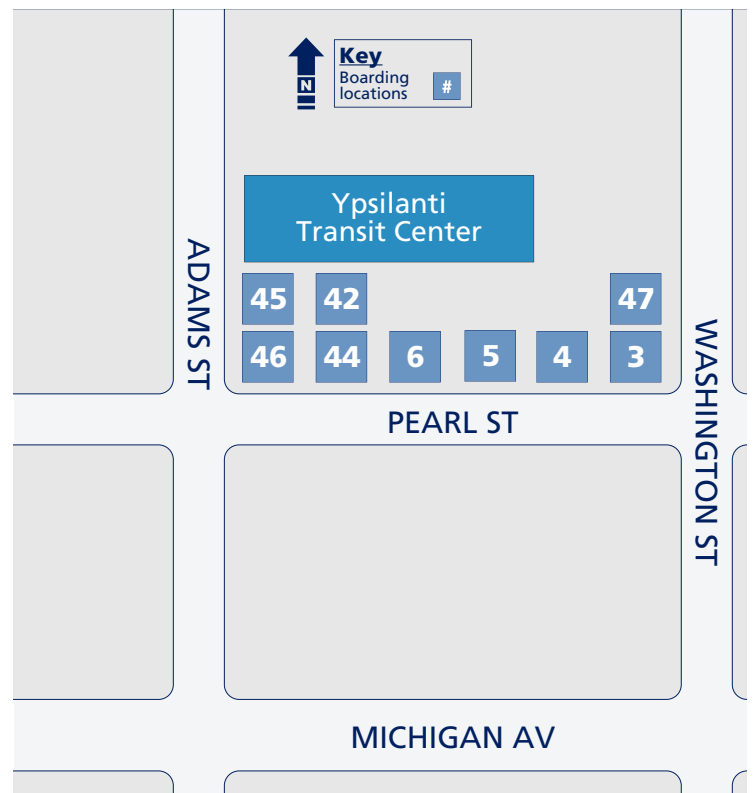 Key
Boarding
locations
#
N
Ypsilanti
Transit Center
45 42 47
46 44 6 5 4 3
ADAMS ST
WASHINGTON ST
PEARL ST
MICHIGAN AV